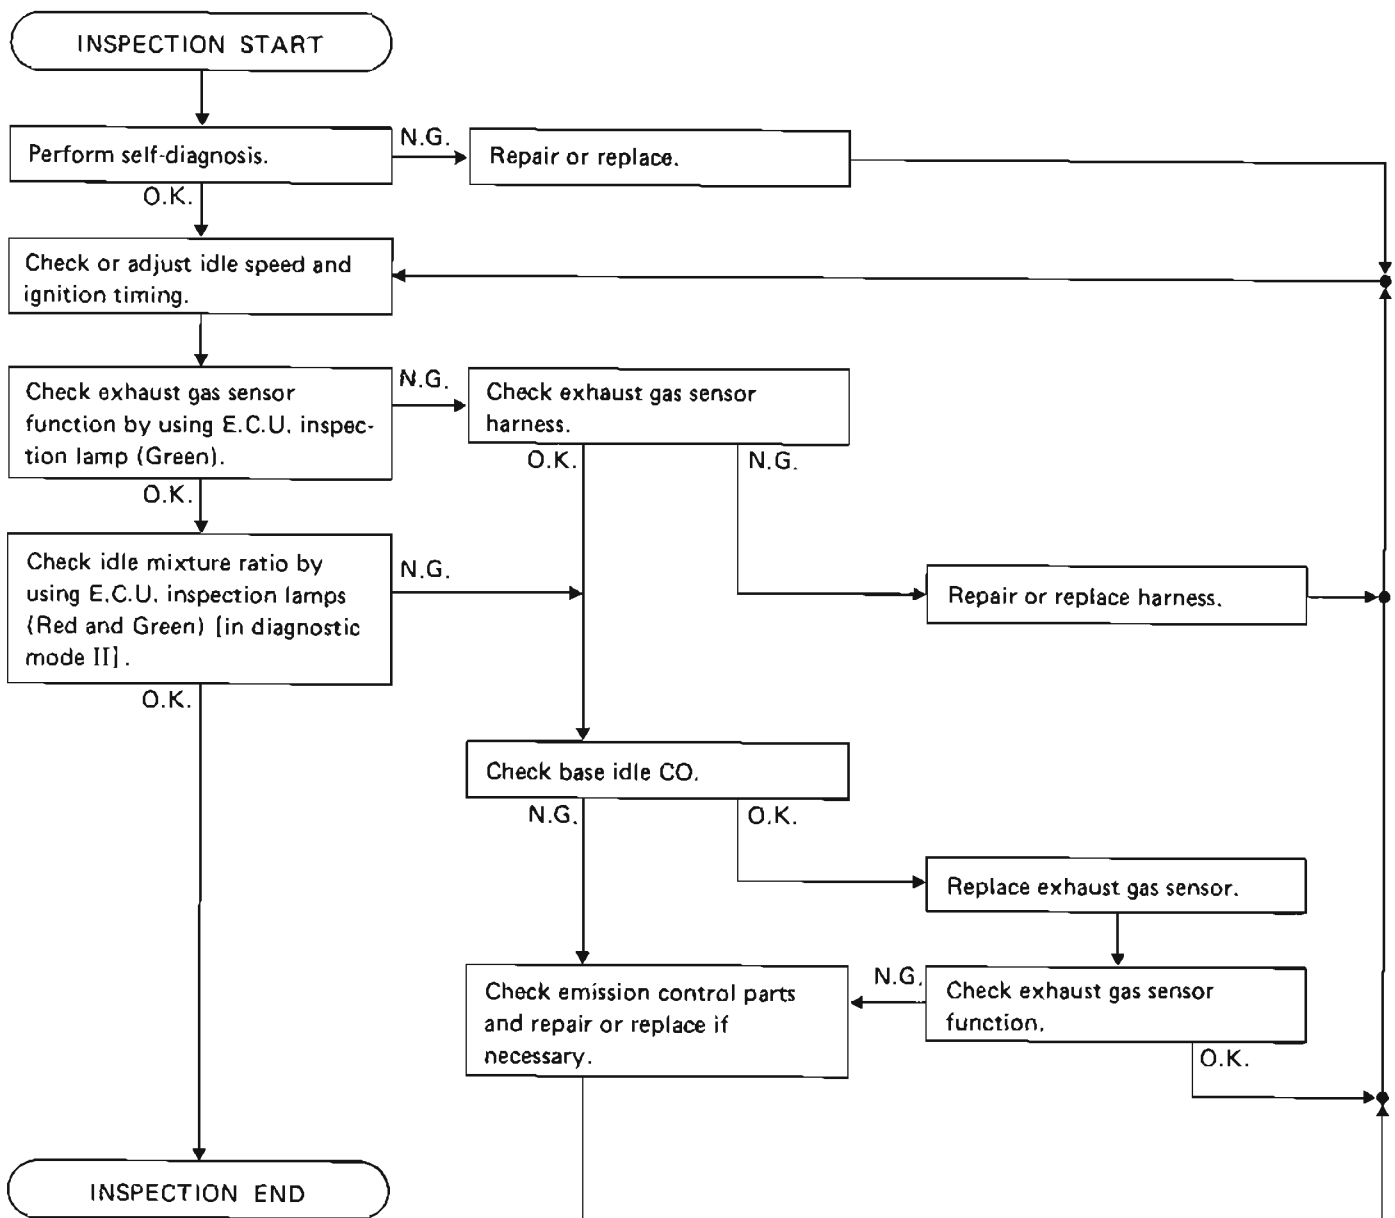 INSPECTION START
Perform self-diagnosis.
N.G.
Repair or replace.
O.K.
Check or adjust idle speed and
ignition timing.
Check exhaust gas sensor
function by using E.C.U. inspec-
tion lamp (Green).
N.G.
Check exhaust gas sensor
harness.
O.K.
O.K.
N.G.
Check idle mixture ratio by
using E.C.U. inspection lamps
(Red and Green) [in diagnostic
mode II].
N.G.
Repair or replace harness.
O.K.
Check base idle CO.
N.G.
O.K.
Replace exhaust gas sensor.
Check emission control parts
and repair or replace if
necessary.
N.G.
Check exhaust gas sensor
function.
O.K.
INSPECTION END